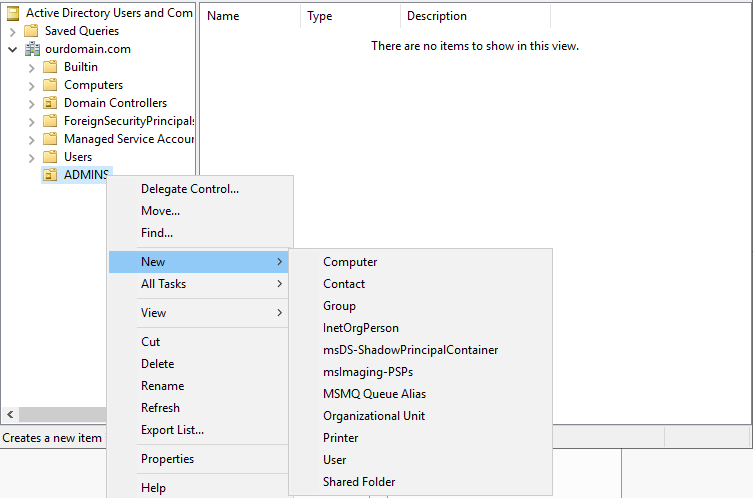 Active Directory Users and Com
Saved Queries
ourdomain.com
Builtin
Computers
Domain Controllers
ForeignSecurityPrincipals
Managed Service Accour
Users
ADMINS
Name Type Description
There are no items to show in this view.
Delegate Control...
Move...
Find...
New
All Tasks
View
Cut
Delete
Rename
Refresh
Export List...
Properties
Help
Computer
Contact
Group
InetOrgPerson
msDS-ShadowPrincipalContainer
msImaging-PSPs
MSMQ Queue Alias
Organizational Unit
Printer
User
Shared Folder
Creates a new item